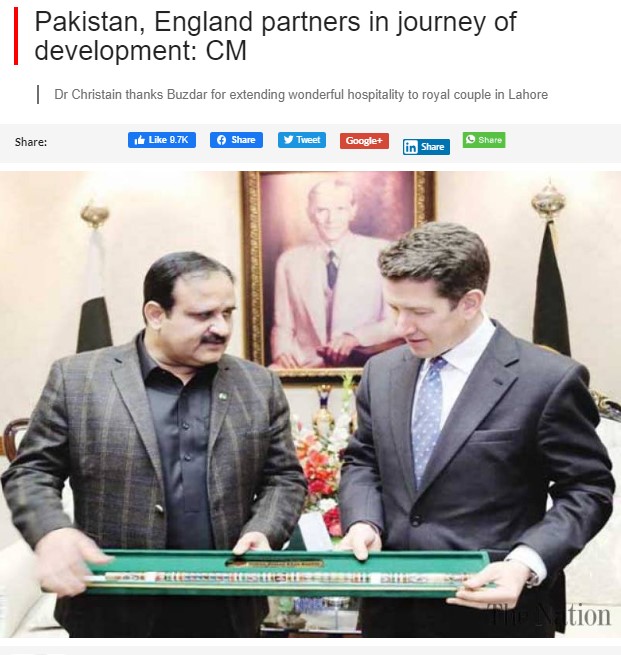 Pakistan, England partners in journey of
development: CM
Dr Christain thanks Buzdar for extending wonderful hospitality to royal couple in Lahore
Share:
Like 9.7K
Share
Tweet
Google+
in Share
Share
The Nation